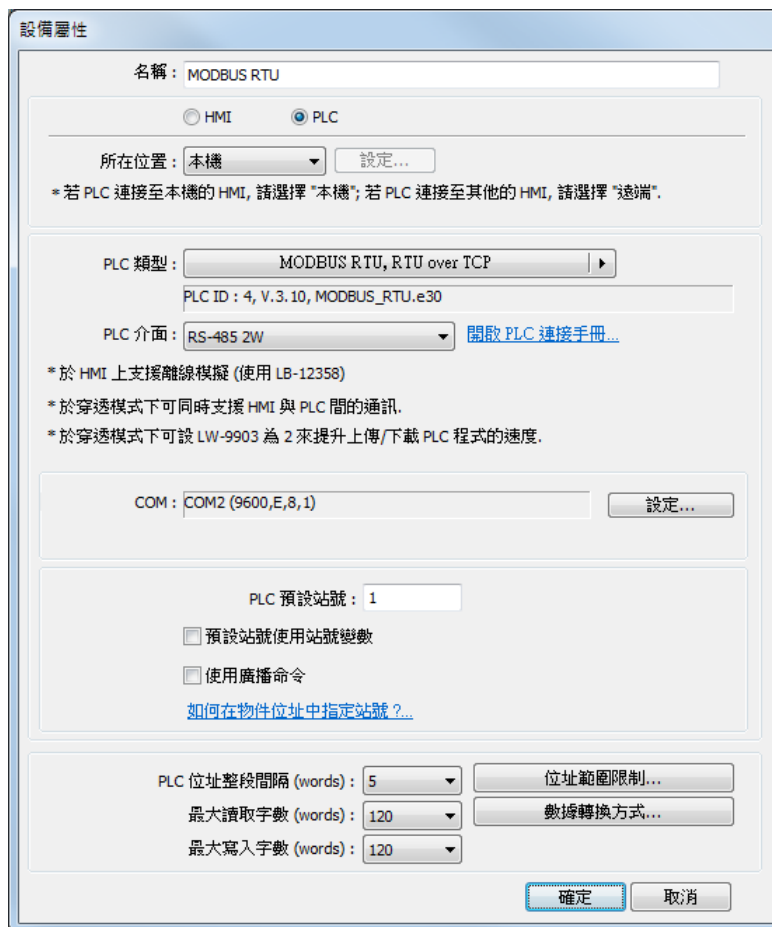 設備屬性
名稱 : MODBUS RTU
HMI PLC
所在位置 : 本機 設定...
* 若 PLC 連接至本機的 HMI, 請選擇 "本機"; 若 PLC 連接至其他的 HMI, 請選擇 "遠端".
PLC 類型 : MODBUS RTU, RTU over TCP
PLC ID : 4, V.3.10, MODBUS_RTU.e30
PLC 介面 : RS-485 2W 開啟 PLC 連接手冊...
* 於 HMI 上支援離線模擬 (使用 LB-12358)
* 於穿透模式下可同時支援 HMI 與 PLC 間的通訊.
* 於穿透模式下可設 LW-9903 為 2 來提升上傳/下載 PLC 程式的速度.
COM : COM2 (9600,E,8,1) 設定...
PLC 預設站號 : 1
預設站號使用站號變數
使用廣播命令
如何在物件位址中指定站號 ?...
PLC 位址整段間隔 (words) : 5 位址範圍限制...
最大讀取字數 (words) : 120 數據轉換方式...
最大寫入字數 (words) : 120
確定 取消